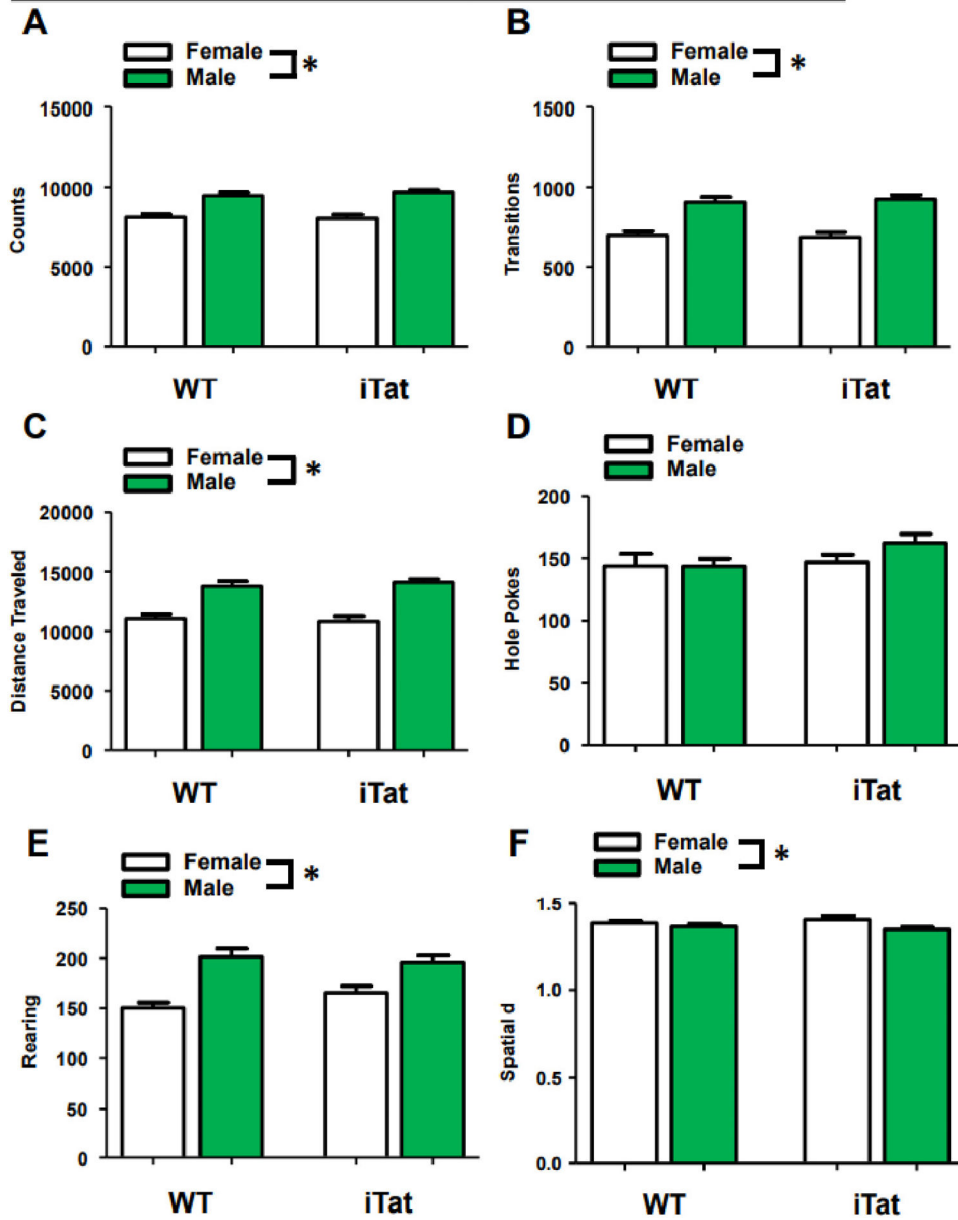 A
Female
Male
*
Counts
15000
10000
5000
0
WT iTat
B
Female
Male
*
Transitions
1500
1000
500
0
WT iTat
C
Female
Male
*
Distance Traveled
20000
15000
10000
5000
0
WT iTat
D
Female
Male
Hole Pokes
200
150
100
50
0
WT iTat
E
Female
Male
*
Rearing
250
200
150
100
50
0
WT iTat
F
Female
Male
*
Spatial d
1.5
1.0
0.5
0.0
WT iTat